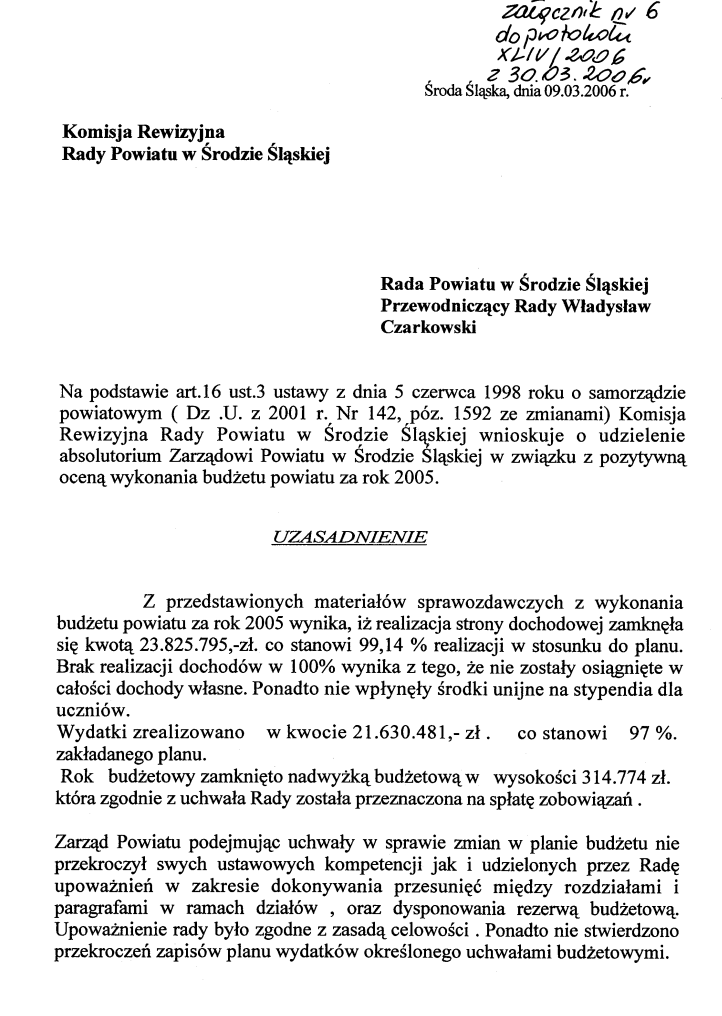 załącznik nr 6
do protokołu
XLIV/2006
z 30.03.2006r.
Środa Śląska, dnia 09.03.2006 r.
Komisja Rewizyjna
Rady Powiatu w Środzie Śląskiej
Rada Powiatu w Środzie Śląskiej
Przewodniczący Rady Władysław
Czarkowski
Na podstawie art.16 ust.3 ustawy z dnia 5 czerwca 1998 roku o samorządzie
powiatowym ( Dz .U. z 2001 r. Nr 142, póz. 1592 ze zmianami) Komisja
Rewizyjna Rady Powiatu w Środzie Śląskiej wnioskuje o udzielenie
absolutorium Zarządowi Powiatu w Środzie Śląskiej w związku z pozytywną
oceną wykonania budżetu powiatu za rok 2005.
UZASADNIENIE
Z przedstawionych materiałów sprawozdawczych z wykonania
budżetu powiatu za rok 2005 wynika, iż realizacja strony dochodowej zamknęła
się kwotą 23.825.795,-zł. co stanowi 99,14 % realizacji w stosunku do planu.
Brak realizacji dochodów w 100% wynika z tego, że nie zostały osiągnięte w
całości dochody własne. Ponadto nie wpłynęły środki unijne na stypendia dla
uczniów.
Wydatki zrealizowano w kwocie 21.630.481,- zł . co stanowi 97 %.
zakładanego planu.
Rok budżetowy zamknięto nadwyżką budżetową w wysokości 314.774 zł.
która zgodnie z uchwała Rady została przeznaczona na spłatę zobowiązań .
Zarząd Powiatu podejmując uchwały w sprawie zmian w planie budżetu nie
przekroczył swych ustawowych kompetencji jak i udzielonych przez Radę
upoważnień w zakresie dokonywania przesunięć między rozdziałami i
paragrafami w ramach działów , oraz dysponowania rezerwą budżetową.
Upoważnienie rady było zgodne z zasadą celowości . Ponadto nie stwierdzono
przekroczeń zapisów planu wydatków określonego uchwałami budżetowymi.